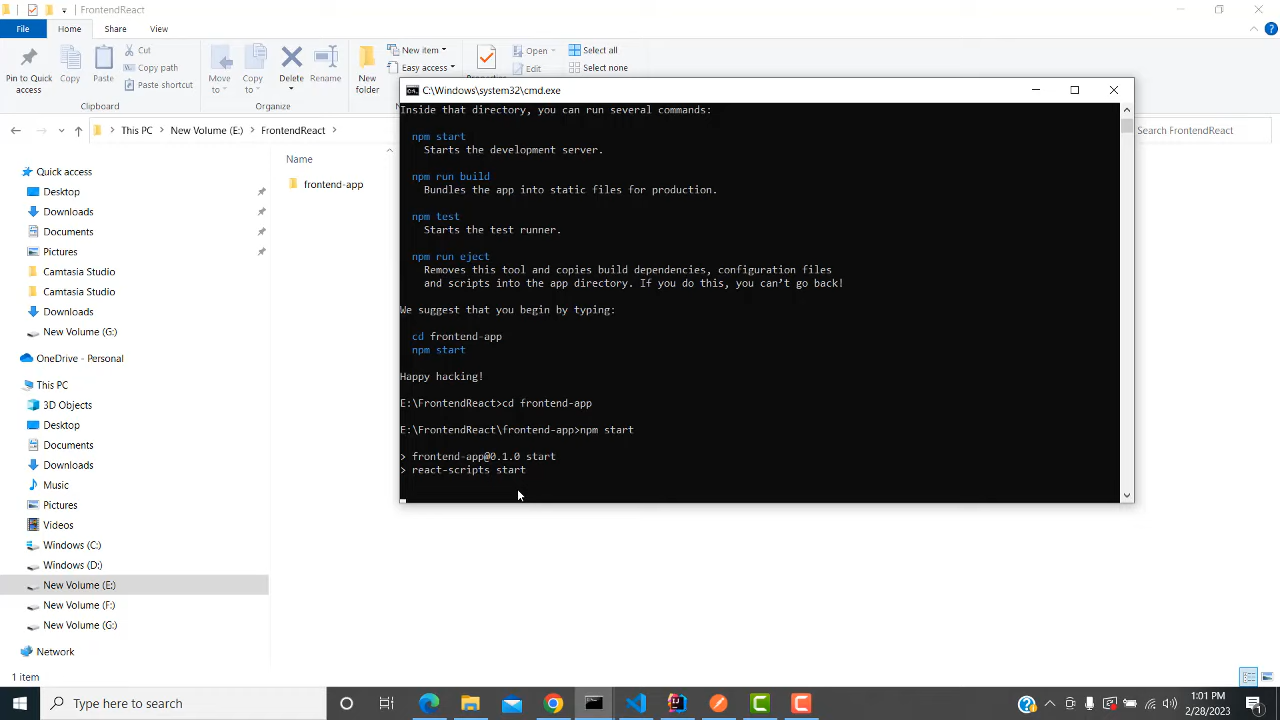 FrontendReact
File
Home
Share
View
Pin to Quick access
Copy
Paste
Cut
Copy path
Paste shortcut
Clipboard
Move to
Copy to
Delete
Rename
Organize
New folder
New item
Easy access
Open
Edit
Select all
Select none
This PC
New Volume (E:)
FrontendReact
Search FrontendReact
Name
frontend-app
Quick access
Desktop
Downloads
Documents
Pictures
Camtasia Studio
Camtasia Studio
Downloads
New Volume (G:)
OneDrive - Personal
This PC
3D Objects
Desktop
Documents
Downloads
Music
Pictures
Videos
Windows (C:)
Windows (D:)
New Volume (E:)
New Volume (F:)
New Volume (G:)
Network
1 item
C:\Windows\system32\cmd.exe
Inside that directory, you can run several commands:
npm start
Starts the development server.
npm run build
Bundles the app into static files for production.
npm test
Starts the test runner.
npm run eject
Removes this tool and copies build dependencies, configuration files
and scripts into the app directory. If you do this, you can't go back!
We suggest that you begin by typing:
cd frontend-app
npm start
Happy hacking!
E:\FrontendReact>cd frontend-app
E:\FrontendReact\frontend-app>npm start
> frontend-app@0.1.0 start
> react-scripts start
Type here to search
1:01 PM
2/28/2023